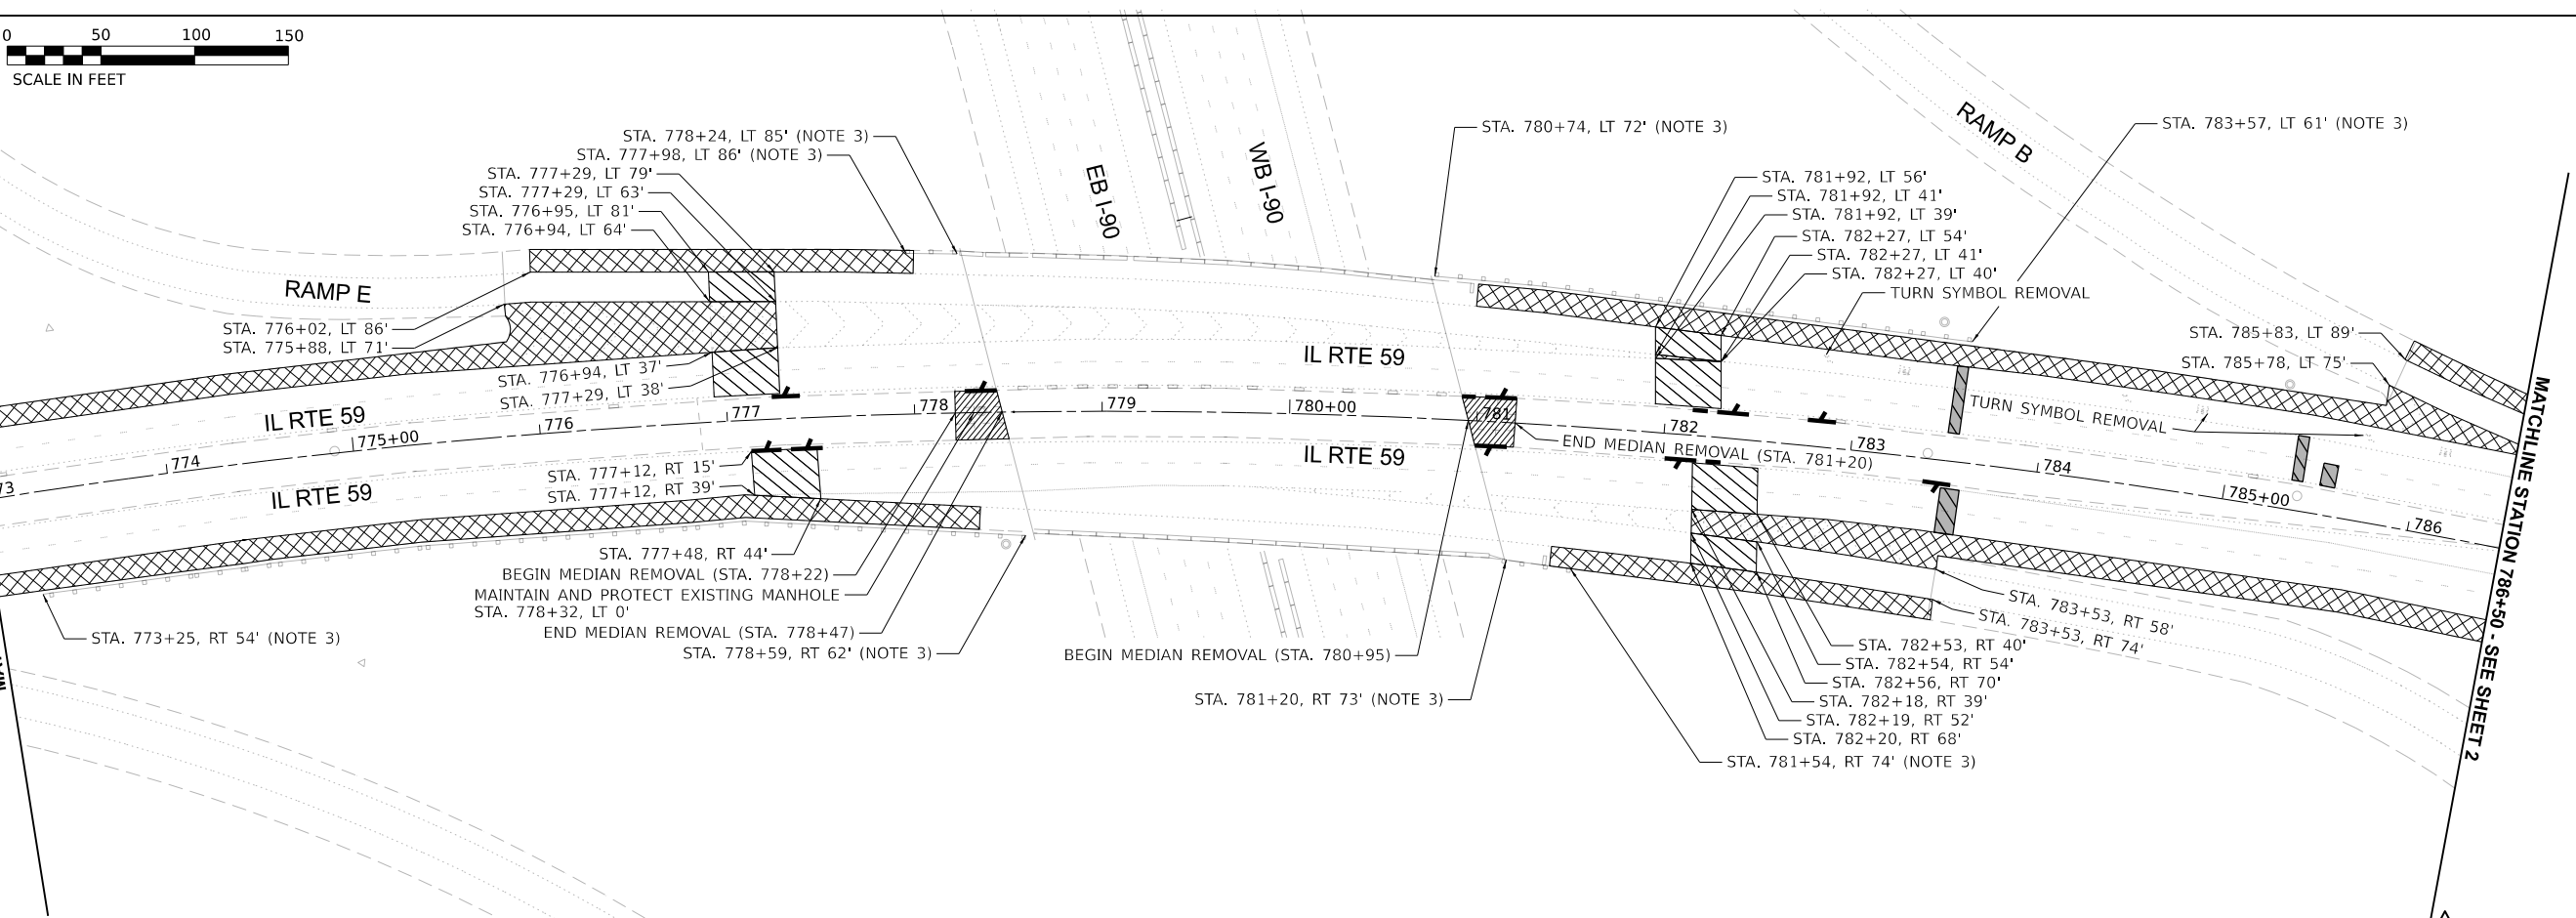 0 50 100 150
SCALE IN FEET
STA. 778+24, LT 85' (NOTE 3)
STA. 777+98, LT 86' (NOTE 3)
STA. 777+29, LT 79'
STA. 777+29, LT 63'
STA. 776+95, LT 81'
STA. 776+94, LT 64'
RAMP E
STA. 776+02, LT 86'
STA. 775+88, LT 71'
STA. 776+94, LT 37'
STA. 777+29, LT 38'
EB I-90
WB I-90
STA. 780+74, LT 72' (NOTE 3)
RAMP B
STA. 783+57, LT 61' (NOTE 3)
STA. 781+92, LT 56'
STA. 781+92, LT 41'
STA. 781+92, LT 39'
STA. 782+27, LT 54'
STA. 782+27, LT 41'
STA. 782+27, LT 40'
TURN SYMBOL REMOVAL
STA. 785+83, LT 89'
STA. 785+78, LT 75'
TURN SYMBOL REMOVAL
IL RTE 59
IL RTE 59
774
775+00
776
777
778
779
780+00
781
782
783
784
785+00
786
IL RTE 59
IL RTE 59
END MEDIAN REMOVAL (STA. 781+20)
STA. 777+12, RT 15'
STA. 777+12, RT 39'
STA. 777+48, RT 44'
BEGIN MEDIAN REMOVAL (STA. 778+22)
MAINTAIN AND PROTECT EXISTING MANHOLE
STA. 778+32, LT 0'
END MEDIAN REMOVAL (STA. 778+47)
STA. 778+59, RT 62' (NOTE 3)
STA. 773+25, RT 54' (NOTE 3)
BEGIN MEDIAN REMOVAL (STA. 780+95)
STA. 781+20, RT 73' (NOTE 3)
STA. 783+53, RT 58'
STA. 783+53, RT 74'
STA. 782+53, RT 40'
STA. 782+54, RT 54'
STA. 782+56, RT 70'
STA. 782+18, RT 39'
STA. 782+19, RT 52'
STA. 782+20, RT 68'
STA. 781+54, RT 74' (NOTE 3)
MATCHLINE STATION 786+50 - SEE SHEET 2